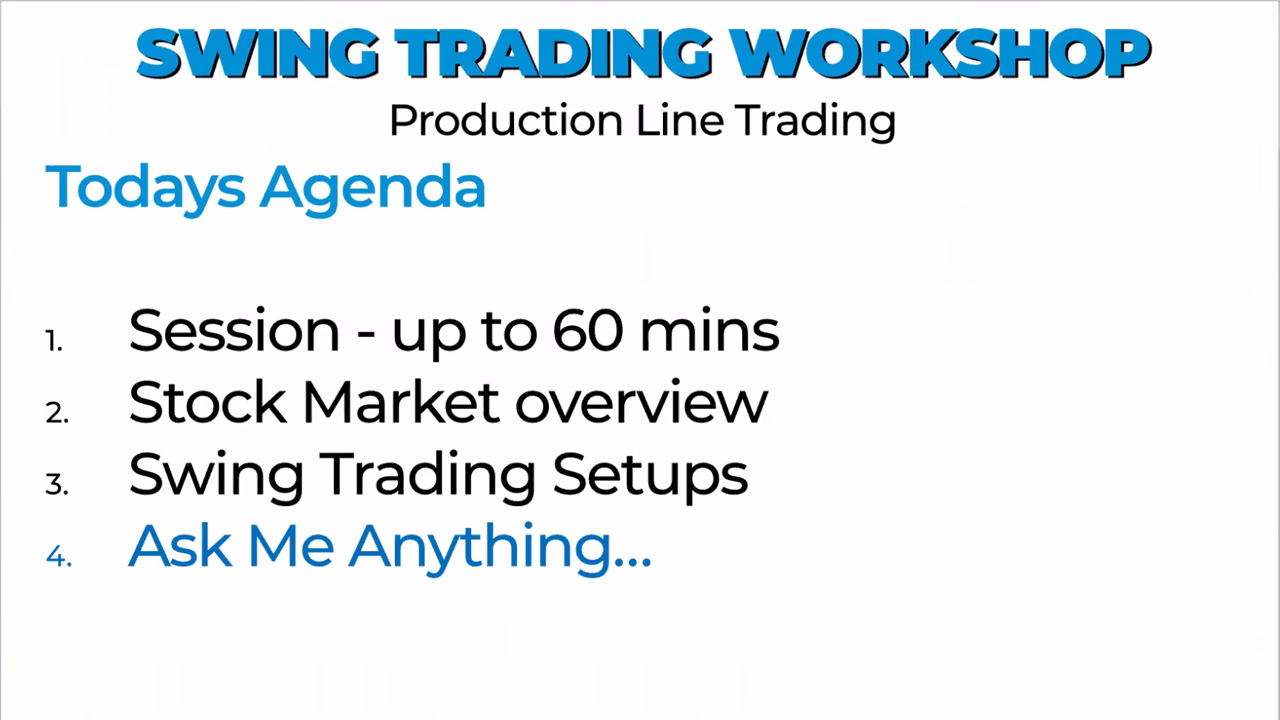 SWING TRADING WORKSHOP
Production Line Trading
Todays Agenda
1. Session - up to 60 mins
2. Stock Market overview
3. Swing Trading Setups
4. Ask Me Anything...